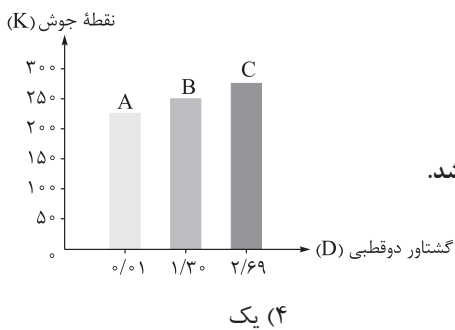 نقطهٔ جوش (K)
۳۰۰
۲۵۰
۲۰۰
۱۵۰
۱۰۰
۵۰
۰
A
B
C
۰/۰۱ ۱/۳۰ ۲/۶۹
گشتاور دوقطبی (D)
شد.
۴) یک